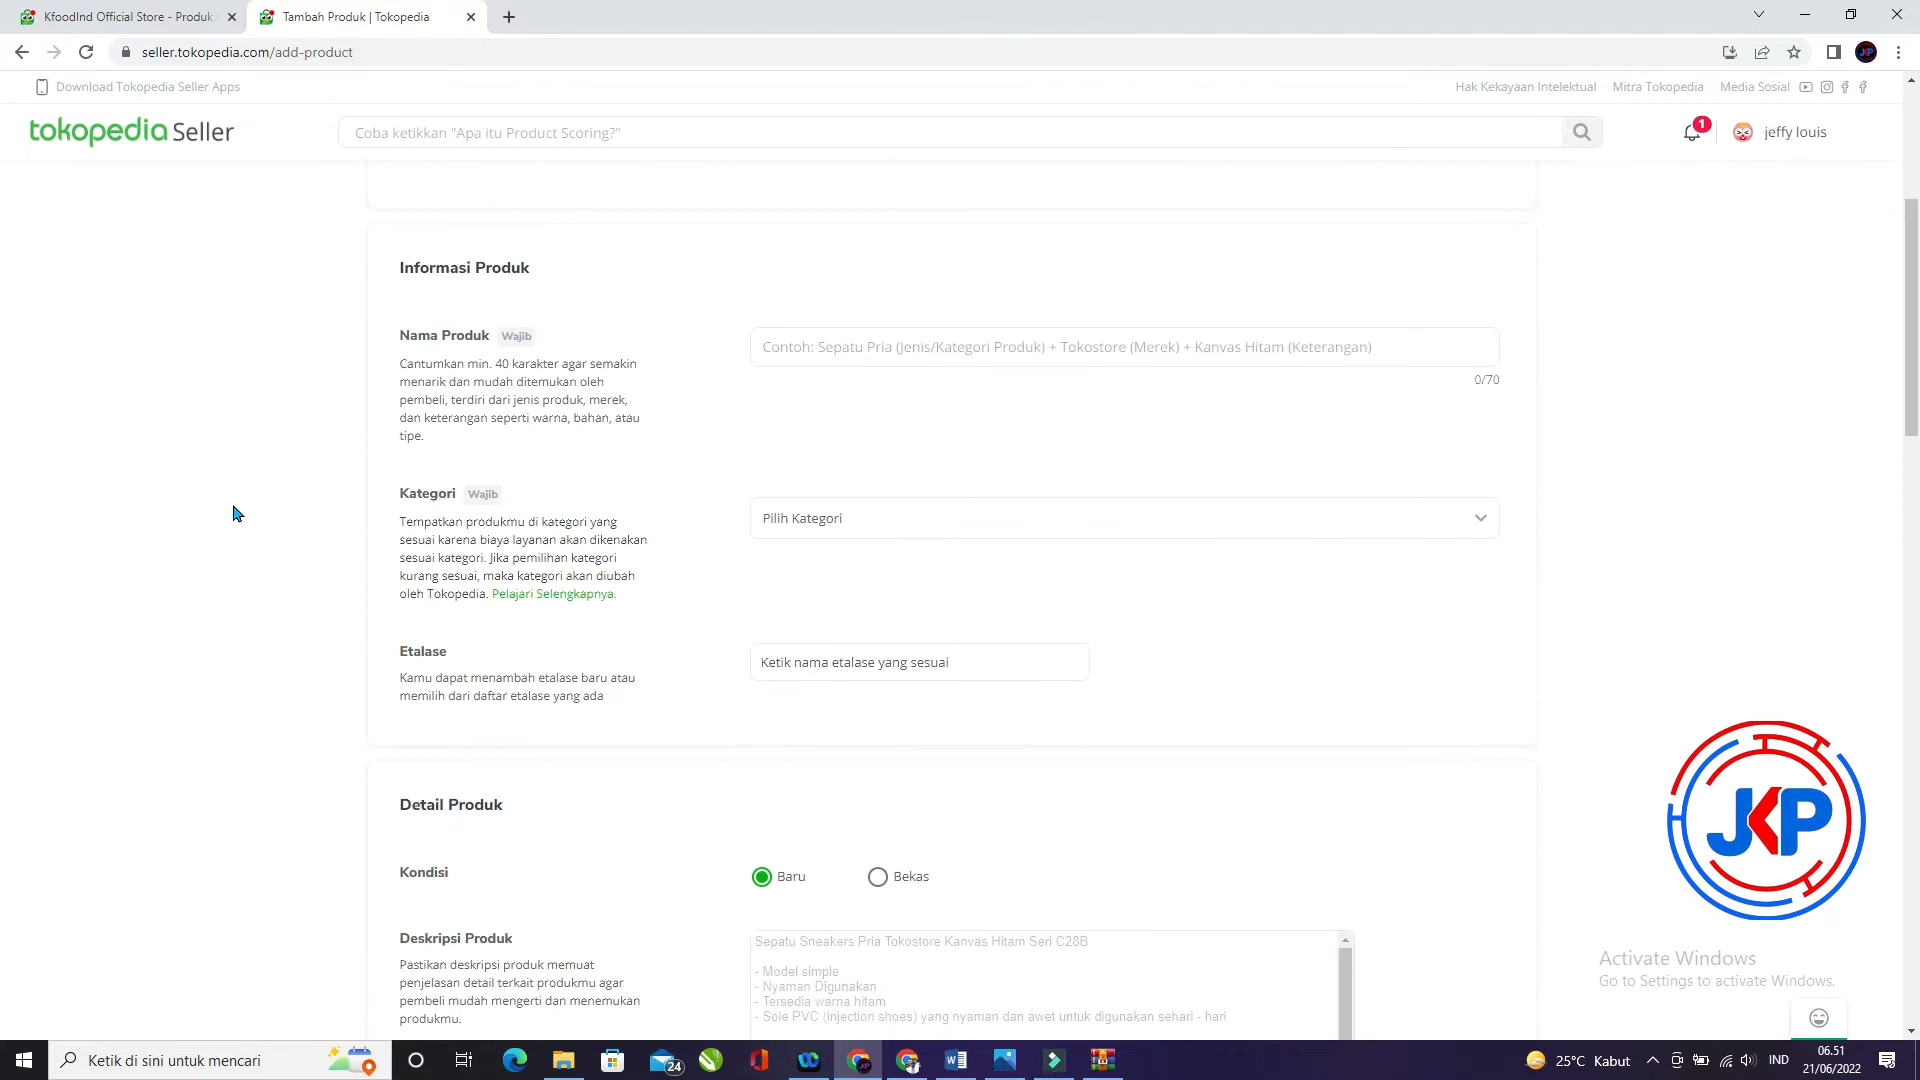 KfoodInd Official Store - Produk
Tambah Produk | Tokopedia
seller.tokopedia.com/add-product
JKP
Download Tokopedia Seller Apps
Hak Kekayaan Intelektual
Mitra Tokopedia
Media Sosial
tokopedia Seller
Coba ketikkan "Apa itu Product Scoring?"
1
jeffy louis
Informasi Produk
Nama Produk Wajib
Cantumkan min. 40 karakter agar semakin
menarik dan mudah ditemukan oleh
pembeli, terdiri dari jenis produk, merek,
dan keterangan seperti warna, bahan, atau
tipe.
Contoh: Sepatu Pria (Jenis/Kategori Produk) + Tokostore (Merek) + Kanvas Hitam (Keterangan)
0/70
Kategori Wajib
Tempatkan produkmu di kategori yang
sesuai karena biaya layanan akan dikenakan
sesuai kategori. Jika pemilihan kategori
kurang sesuai, maka kategori akan diubah
oleh Tokopedia. Pelajari Selengkapnya.
Pilih Kategori
Etalase
Kamu dapat menambah etalase baru atau
memilih dari daftar etalase yang ada
Ketik nama etalase yang sesuai
Detail Produk
Kondisi
Baru
Bekas
Deskripsi Produk
Pastikan deskripsi produk memuat
penjelasan detail terkait produkmu agar
pembeli mudah mengerti dan menemukan
produkmu.
Sepatu Sneakers Pria Tokostore Kanvas Hitam Seri C28B
- Model simple
- Nyaman Digunakan
- Tersedia warna hitam
- Sole PVC (injection shoes) yang nyaman dan awet untuk digunakan sehari - hari
JKP
Activate Windows
Go to Settings to activate Windows.
Ketik di sini untuk mencari
24
25°C Kabut
IND
06.51
21/06/2022